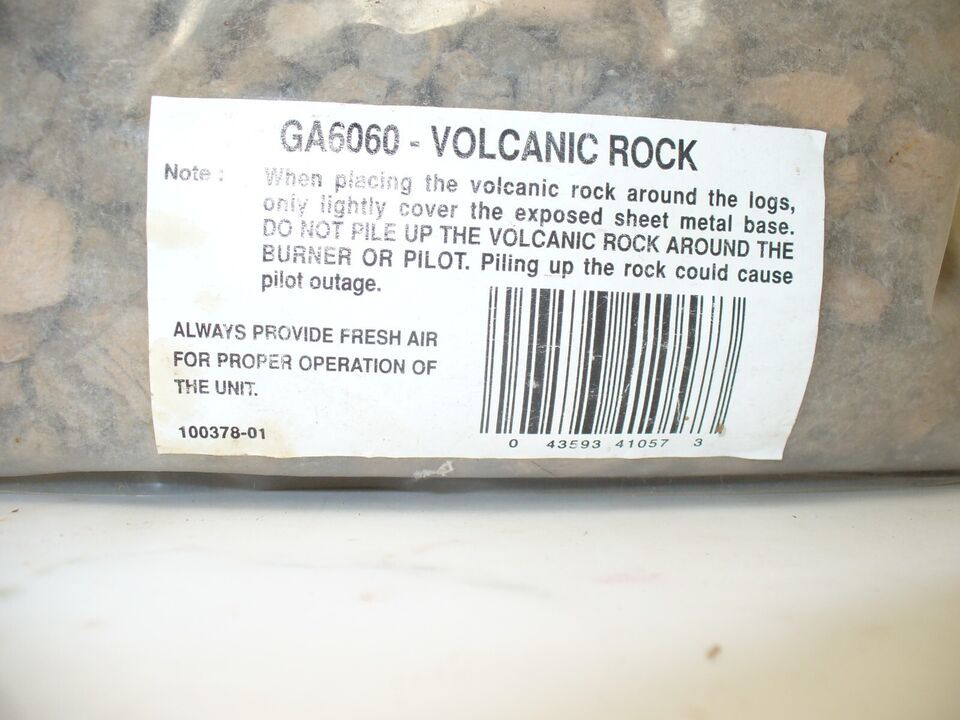 GA6060 - VOLCANIC ROCK
Note : When placing the volcanic rock around the logs,
only lightly cover the exposed sheet metal base.
DO NOT PILE UP THE VOLCANIC ROCK AROUND THE
BURNER OR PILOT. Piling up the rock could cause
pilot outage.
ALWAYS PROVIDE FRESH AIR
FOR PROPER OPERATION OF
THE UNIT.
100378-01
0 43593 41057 3